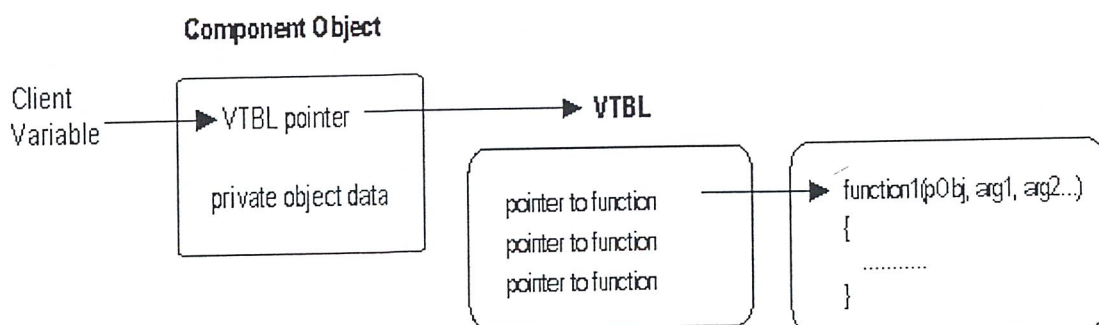 Component Object
Client
Variable
VTBL pointer
VTBL
private object data
pointer to function
pointer to function
pointer to function
function1(pObj, arg1, arg2...)
{
...........
}